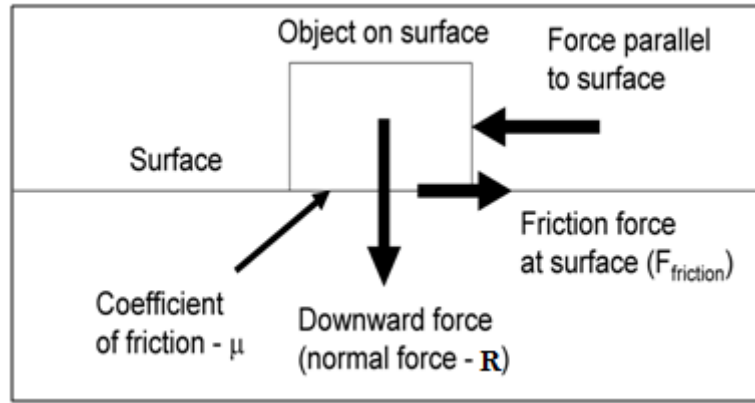 Object on surface
Force parallel
to surface
Surface
Friction force
at surface (Ffriction)
Coefficient
of friction - μ
Downward force
(normal force - R)